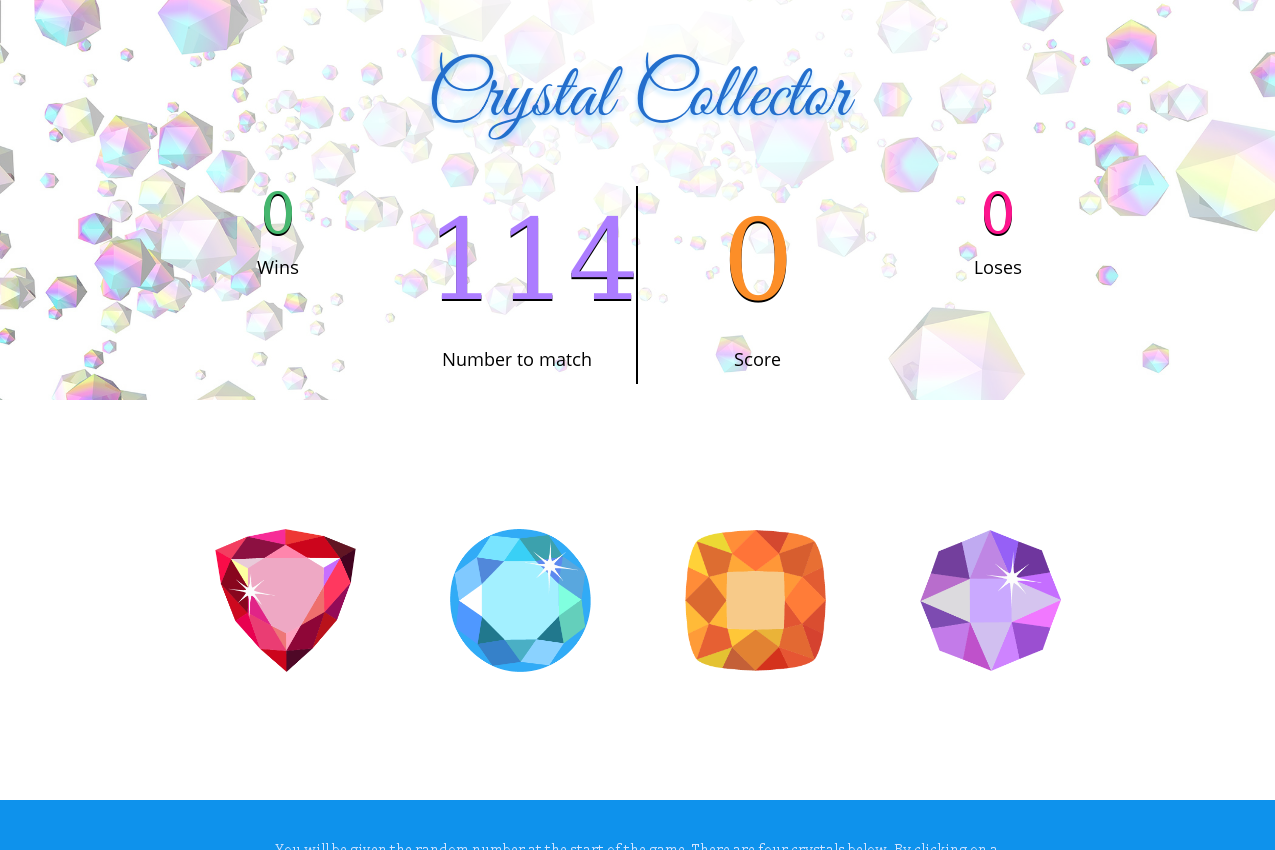 Crystal Collector
0
Wins
114
Number to match
0
Score
0
Loses
You will be given the random number at the start of the game. There are four crystals below. By clicking on a